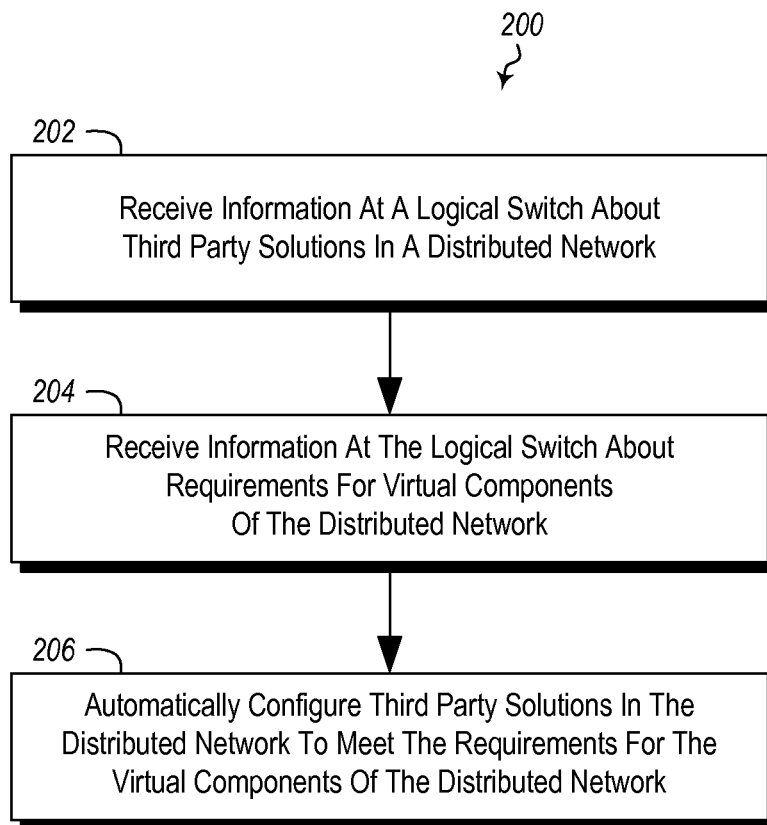 200
202
Receive Information At A Logical Switch About
Third Party Solutions In A Distributed Network
204
Receive Information At The Logical Switch About
Requirements For Virtual Components
Of The Distributed Network
206
Automatically Configure Third Party Solutions In The
Distributed Network To Meet The Requirements For The
Virtual Components Of The Distributed Network